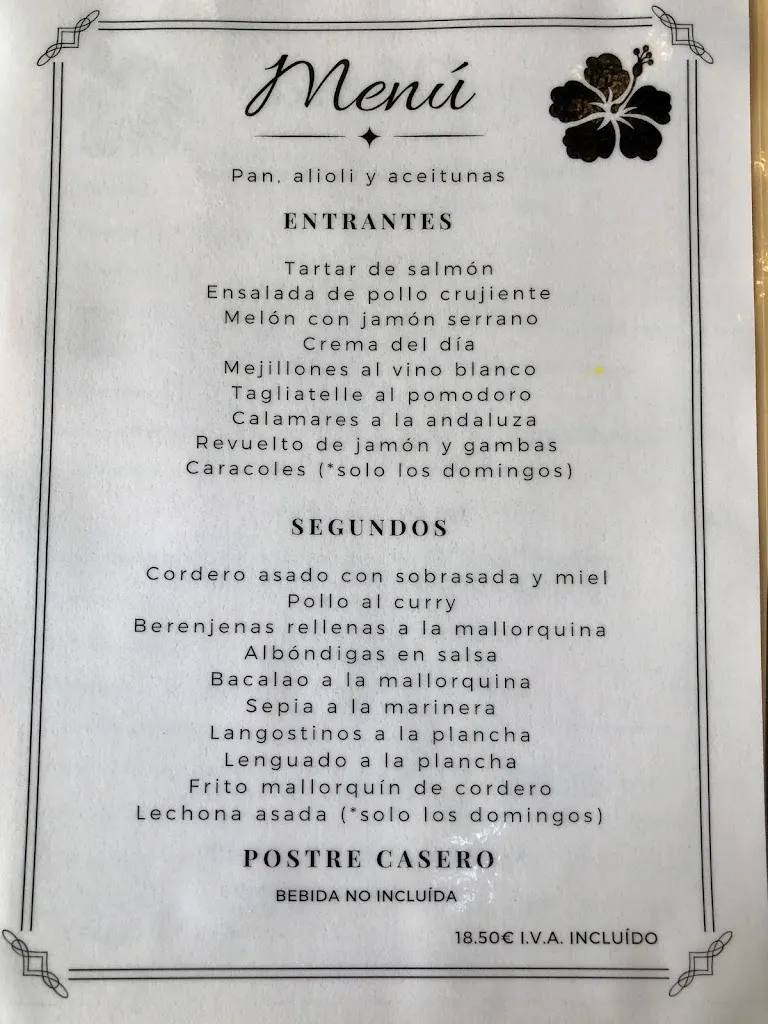 Menú
Pan, alioli y aceitunas
ENTRANTES
Tartar de salmón
Ensalada de pollo crujiente
Melón con jamón serrano
Crema del día
Mejillones al vino blanco
Tagliatelle al pomodoro
Calamares a la andaluza
Revuelto de jamón y gambas
Caracoles (*solo los domingos)
SEGUNDOS
Cordero asado con sobrasada y miel
Pollo al curry
Berenjenas rellenas a la mallorquina
Albóndigas en salsa
Bacalao a la mallorquina
Sepia a la marinera
Langostinos a la plancha
Lenguado a la plancha
Frito mallorquín de cordero
Lechona asada (*solo los domingos)
POSTRE CASERO
BEBIDA NO INCLUÍDA
18.50€ I.V.A. INCLUÍDO